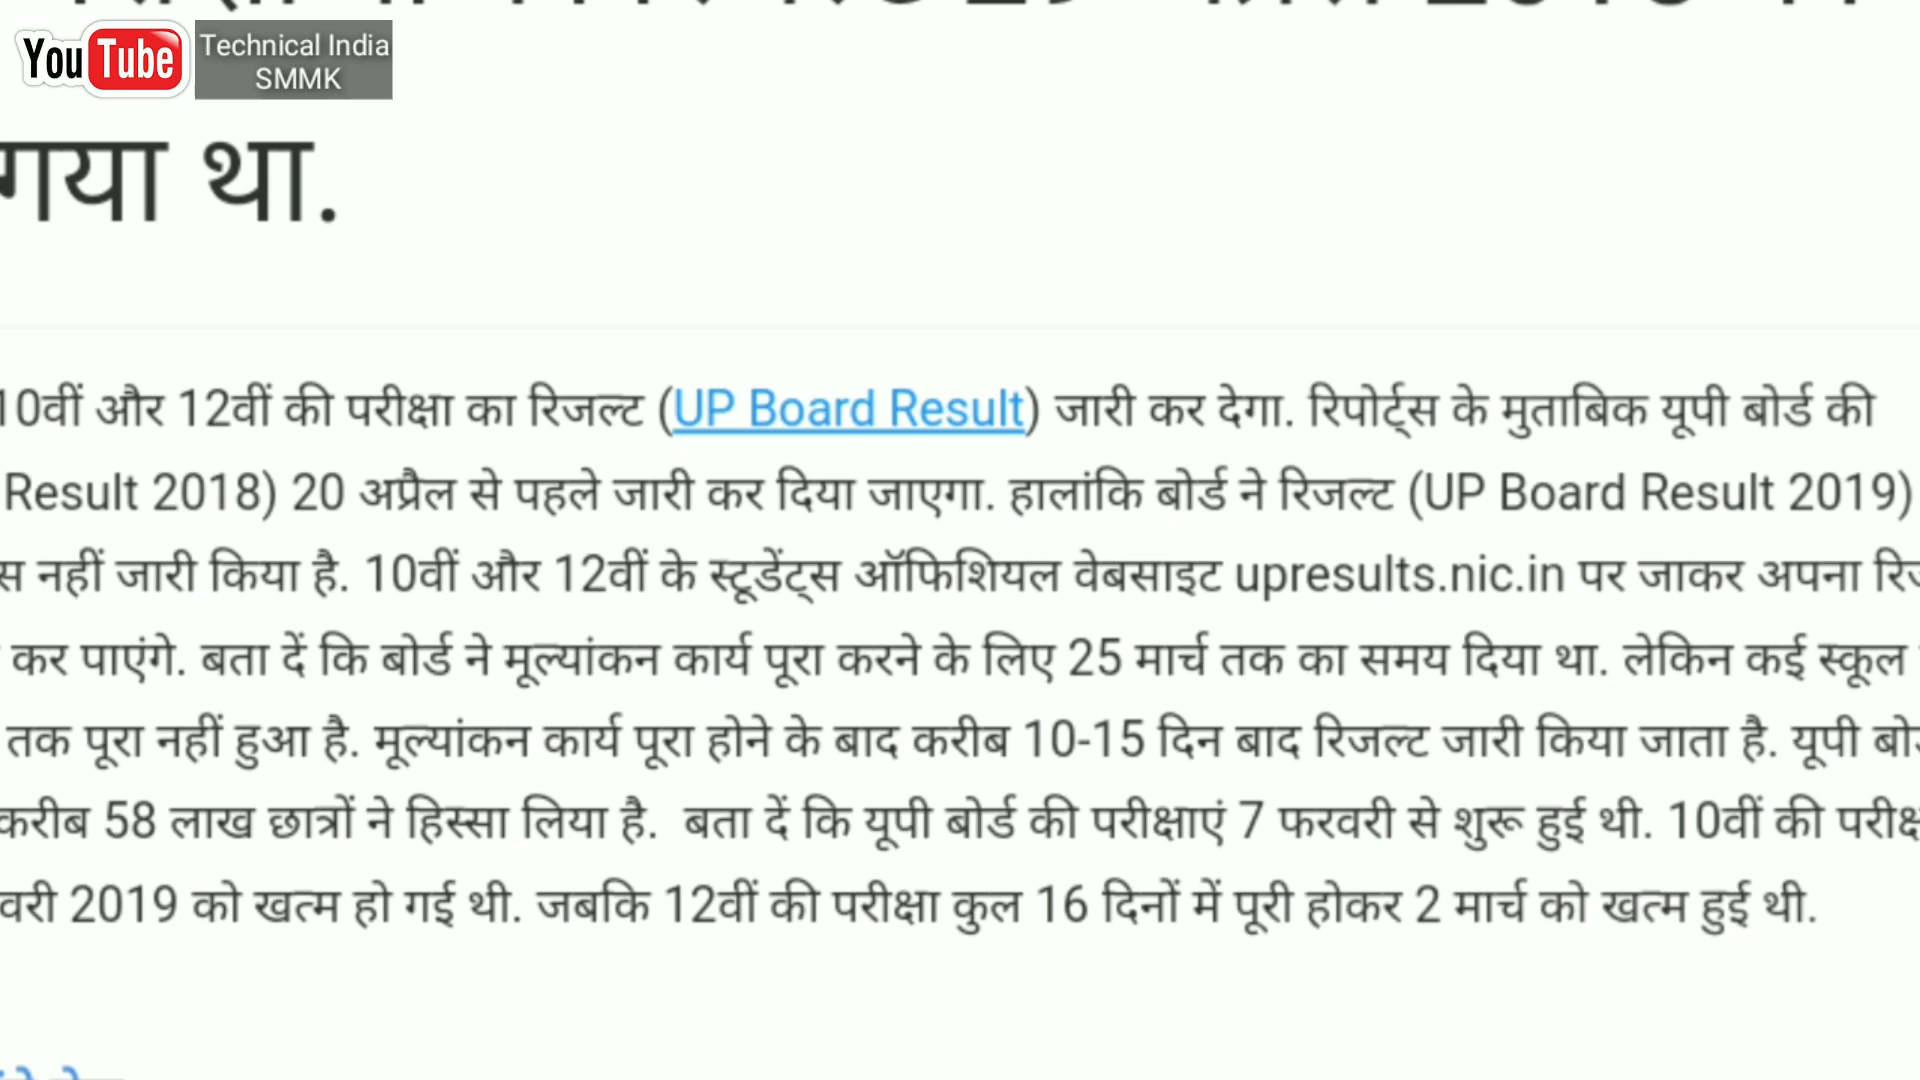 YouTube
Technical India
SMMK
गया था.
10वीं और 12वीं की परीक्षा का रिजल्ट (UP Board Result) जारी कर देगा. रिपोर्ट्स के मुताबिक यूपी बोर्ड की
Result 2018) 20 अप्रैल से पहले जारी कर दिया जाएगा. हालांकि बोर्ड ने रिजल्ट (UP Board Result 2019)
नहीं जारी किया है. 10वीं और 12वीं के स्टूडेंट्स ऑफिशियल वेबसाइट upresults.nic.in पर जाकर अपना
कर पाएंगे. बता दें कि बोर्ड ने मूल्यांकन कार्य पूरा करने के लिए 25 मार्च तक का समय दिया था. लेकिन कई स्कूल
तक पूरा नहीं हुआ है. मूल्यांकन कार्य पूरा होने के बाद करीब 10-15 दिन बाद रिजल्ट जारी किया जाता है. यूपी
करीब 58 लाख छात्रों ने हिस्सा लिया है. बता दें कि यूपी बोर्ड की परीक्षाएं 7 फरवरी से शुरू हुई थी. 10वीं की
वरी 2019 को खत्म हो गई थी. जबकि 12वीं की परीक्षा कुल 16 दिनों में पूरी होकर 2 मार्च को खत्म हुई थी.